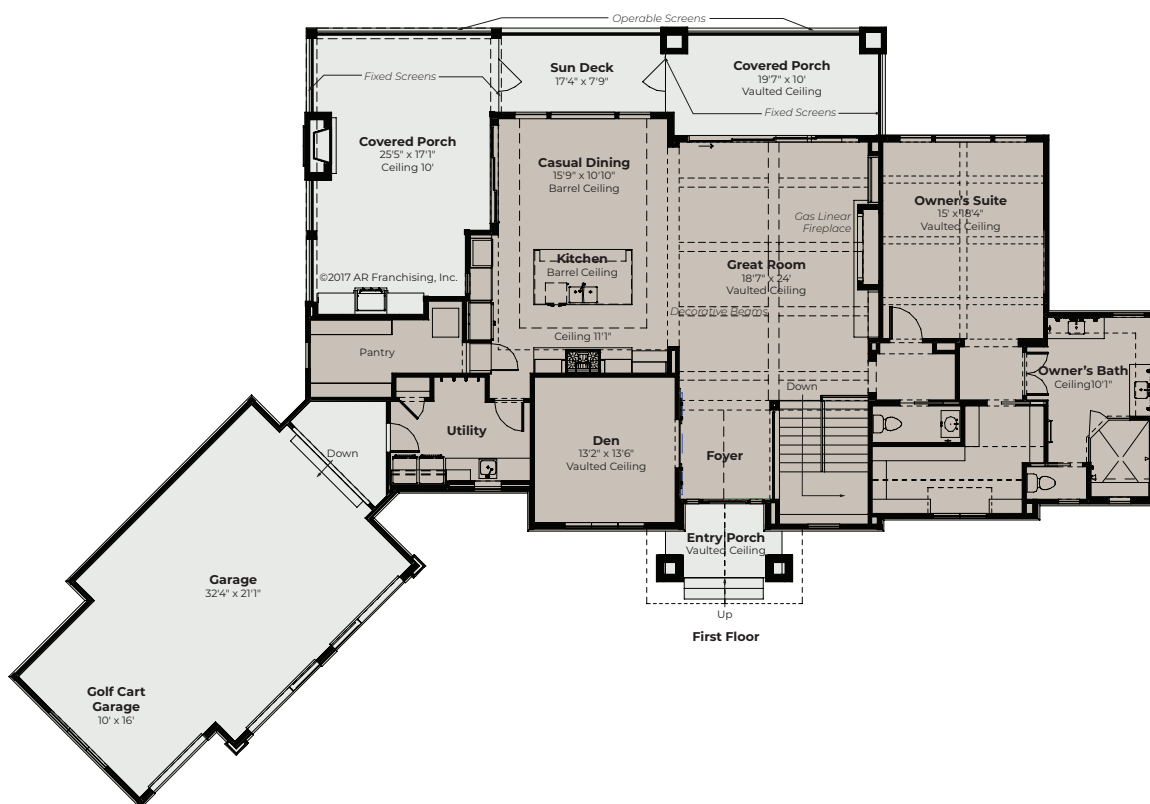 Operable Screens
Sun Deck
17'4" x 7'9"
Covered Porch
19'7" x 10'
Vaulted Ceiling
Fixed Screens
Fixed Screens
Covered Porch
25'5" x 17'1"
Ceiling 10'
Casual Dining
15'9" x 10'10"
Barrel Ceiling
Owner's Suite
15' x 18'4"
Vaulted Ceiling
Gas Linear
Fireplace
Kitchen
Barrel Ceiling
Great Room
18'7" x 24'
Vaulted Ceiling
©2017 AR Franchising, Inc.
Decorative Beams
Ceiling 11'1"
Pantry
Owner's Bath
Ceiling10'1"
Down
Utility
Den
13'2" x 13'6"
Vaulted Ceiling
Foyer
Down
Entry Porch
Vaulted Ceiling
Garage
32'4" x 21'1"
Up
First Floor
Golf Cart
Garage
10' x 16'